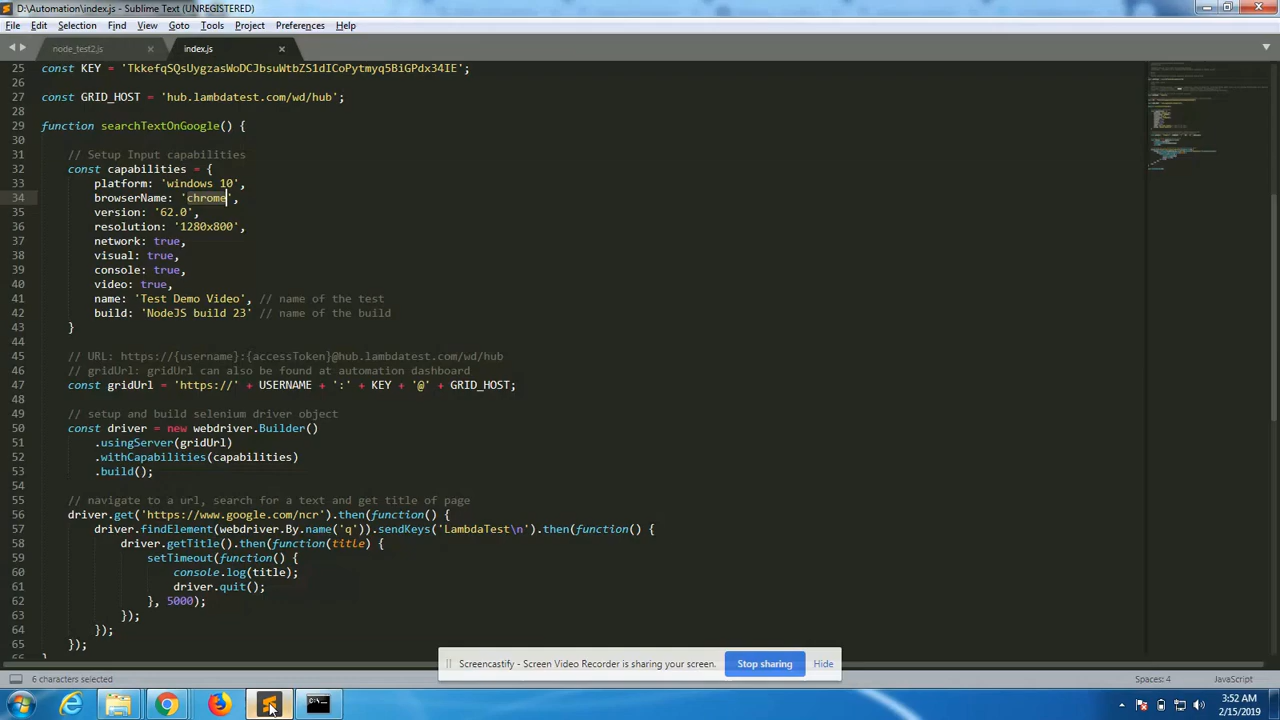 D:\Automation\index.js - Sublime Text (UNREGISTERED)
File Edit Selection Find View Goto Tools Project Preferences Help
node_test2.js index.js
25 const KEY = 'TkkefqSQsUygzasWoDCJbsuWtbZS1dICoPytmyq5BiGPdx34IE';
26
27 const GRID_HOST = 'hub.lambdatest.com/wd/hub';
28
29 function searchTextOnGoogle() {
30
31 // Setup Input capabilities
32 const capabilities = {
33 platform: 'windows 10',
34 browserName: 'chrome',
35 version: '62.0',
36 resolution: '1280x800',
37 network: true,
38 visual: true,
39 console: true,
40 video: true,
41 name: 'Test Demo Video', // name of the test
42 build: 'NodeJS build 23' // name of the build
43 }
44
45 // URL: https://{username}:{accessToken}@hub.lambdatest.com/wd/hub
46 // gridUrl: gridUrl can also be found at automation dashboard
47 const gridUrl = 'https://' + USERNAME + ':' + KEY + '@' + GRID_HOST;
48
49 // setup and build selenium driver object
50 const driver = new webdriver.Builder()
51 .usingServer(gridUrl)
52 .withCapabilities(capabilities)
53 .build();
54
55 // navigate to a url, search for a text and get title of page
56 driver.get('https://www.google.com/ncr').then(function() {
57 driver.findElement(webdriver.By.name('q')).sendKeys('LambdaTest\n').then(function() {
58 driver.getTitle().then(function(title) {
59 setTimeout(function() {
60 console.log(title);
61 driver.quit();
62 }, 5000);
63 });
64 });
65 });
Screencastify - Screen Video Recorder is sharing your screen. Stop sharing Hide
6 characters selected Spaces: 4 JavaScript
3:52 AM
2/15/2019